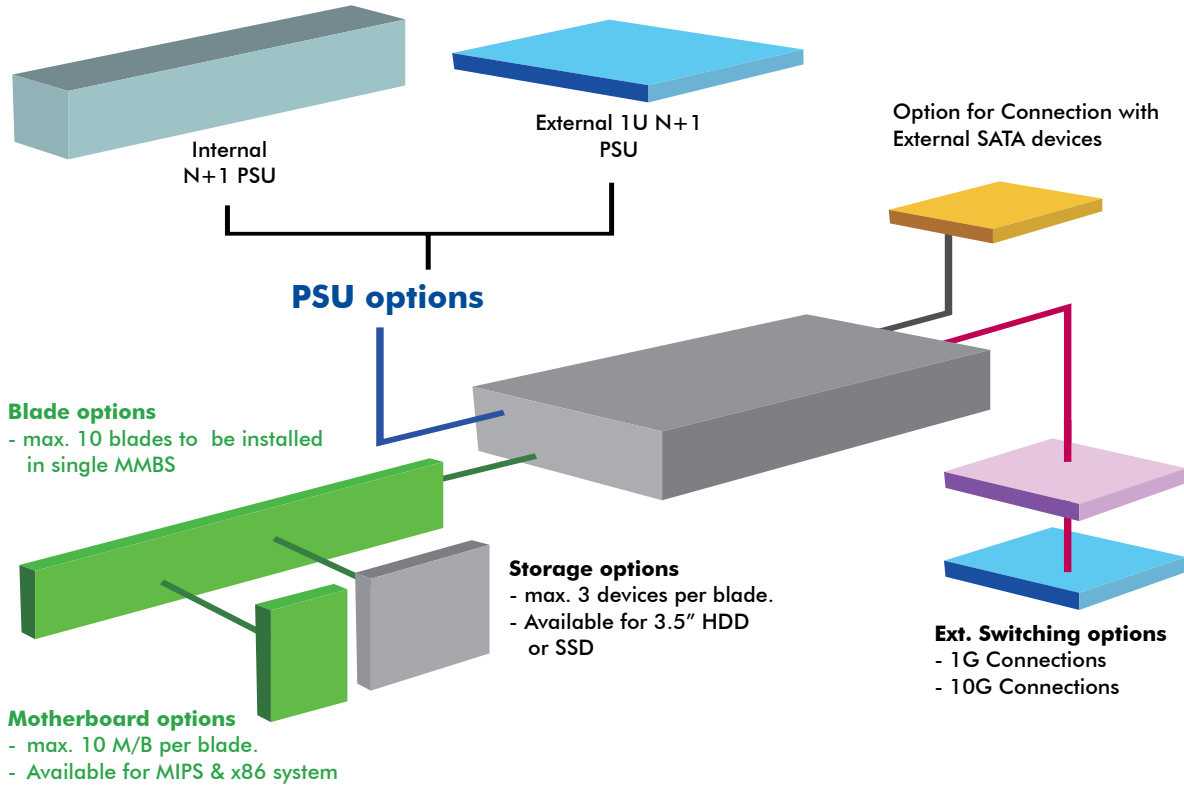 Internal
N+1 PSU
External 1U N+1
PSU
Option for Connection with
External SATA devices
PSU options
Blade options
- max. 10 blades to be installed
in single MMBS
Storage options
- max. 3 devices per blade.
- Available for 3.5” HDD
or SSD
Ext. Switching options
- 1G Connections
- 10G Connections
Motherboard options
- max. 10 M/B per blade.
- Available for MIPS & x86 system